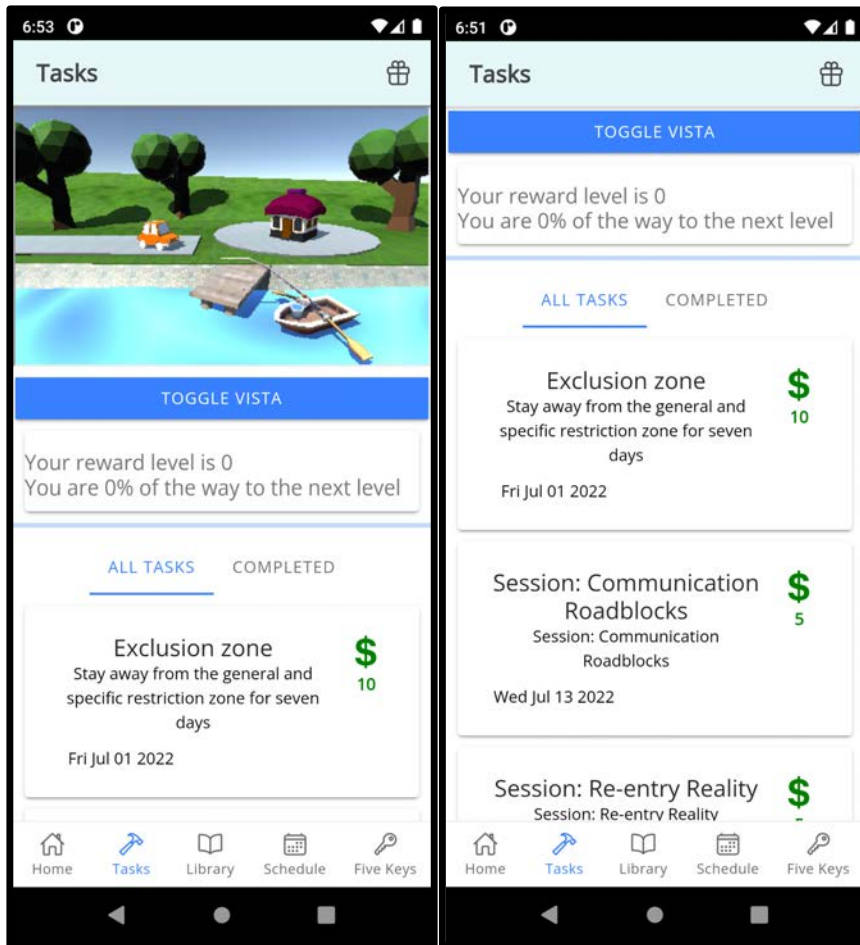 6:53
Tasks
TOGGLE VISTA
Your reward level is 0
You are 0% of the way to the next level
ALL TASKS COMPLETED
Exclusion zone
Stay away from the general and
specific restriction zone for seven
days
$
10
Fri Jul 01 2022
Home Tasks Library Schedule Five Keys
6:51
Tasks
TOGGLE VISTA
Your reward level is 0
You are 0% of the way to the next level
ALL TASKS COMPLETED
Exclusion zone
Stay away from the general and
specific restriction zone for seven
days
$
10
Fri Jul 01 2022
Session: Communication
Roadblocks
Session: Communication
Roadblocks
$
5
Wed Jul 13 2022
Session: Re-entry Reality
Session: Re-entry Reality
$
Home Tasks Library Schedule Five Keys